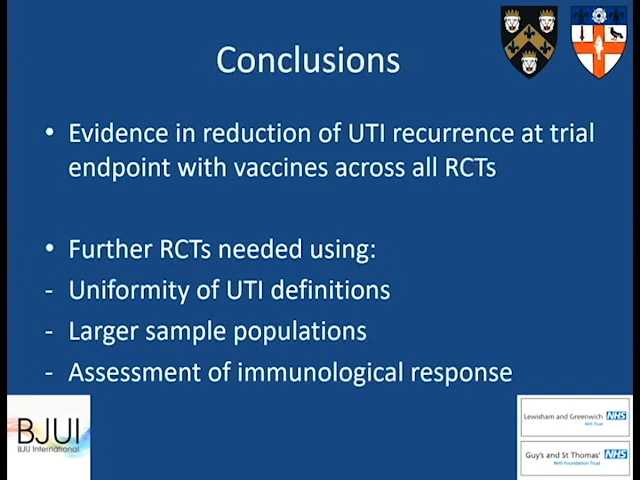 Conclusions
• Evidence in reduction of UTI recurrence at trial
endpoint with vaccines across all RCTs
• Further RCTs needed using:
- Uniformity of UTI definitions
- Larger sample populations
- Assessment of immunological response
BJUI
BJU International
Lewisham and Greenwich NHS
NHS Trust
Guy's and St Thomas' NHS
NHS Foundation Trust